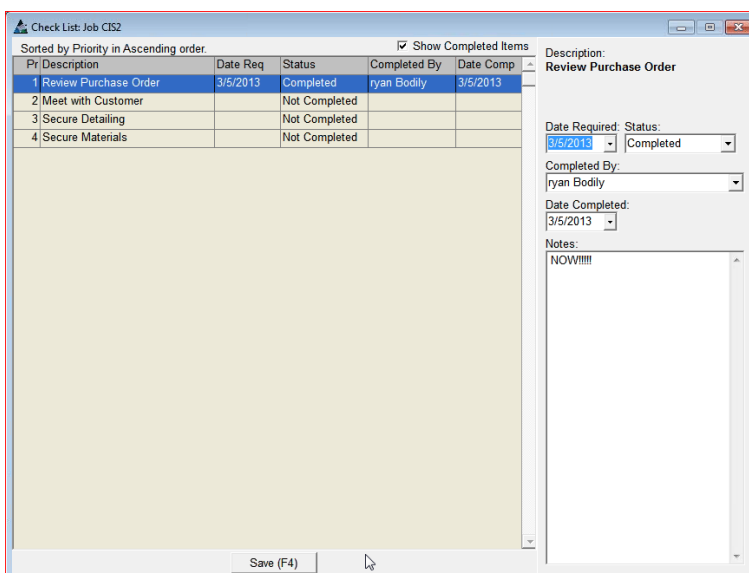 Check List: Job CIS2
Sorted by Priority in Ascending order.
Show Completed Items
Pr Description Date Req Status Completed By Date Comp
1 Review Purchase Order 3/5/2013 Completed ryan Bodily 3/5/2013
2 Meet with Customer Not Completed
3 Secure Detailing Not Completed
4 Secure Materials Not Completed
Save (F4)
Description:
Review Purchase Order
Date Required: Status:
3/5/2013 Completed
Completed By:
ryan Bodily
Date Completed:
3/5/2013
Notes:
NOW!!!!!